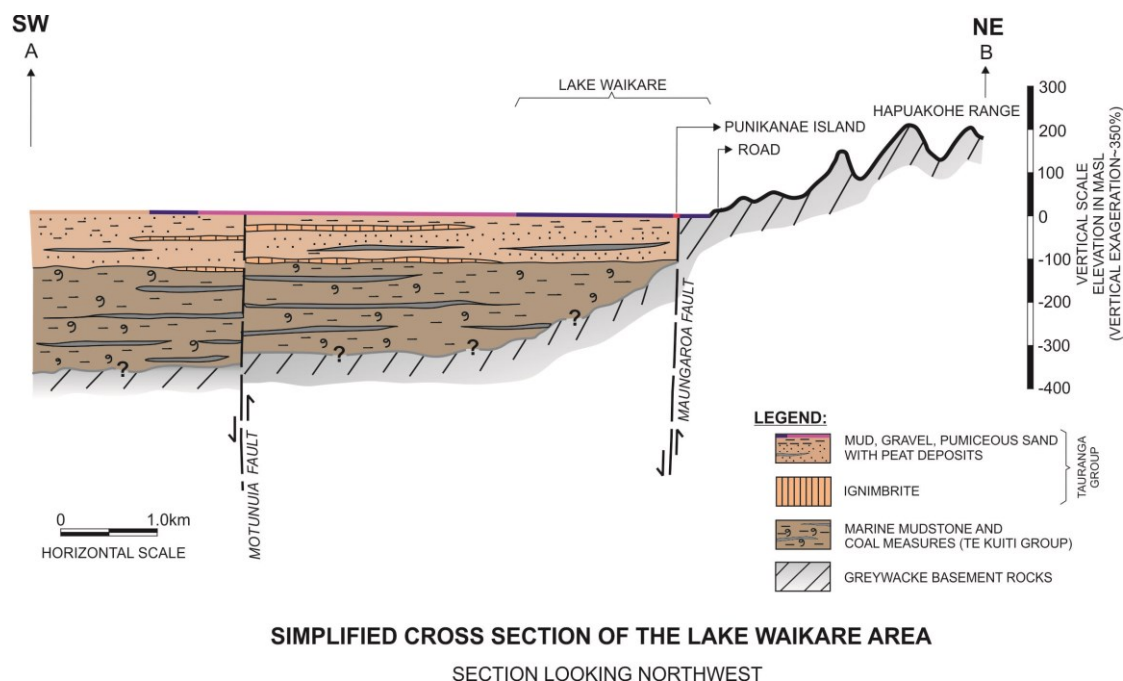 SW
A
NE
B
LAKE WAIKARE
HAPUAKOHE RANGE
PUNIKANAE ISLAND
ROAD
300
200
100
0
-100
-200
-300
-400
VERTICAL SCALE
ELEVATION IN MASL
(VERTICAL EXAGERATION~350%)
?
?
?
?
MOTUNUIA FAULT
MAUNGAROA FAULT
0 1.0km
HORIZONTAL SCALE
LEGEND:
MUD, GRAVEL, PUMICEOUS SAND
WITH PEAT DEPOSITS
IGNIMBRITE
TAURANGA
GROUP
MARINE MUDSTONE AND
COAL MEASURES (TE KUITI GROUP)
GREYWACKE BASEMENT ROCKS
SIMPLIFIED CROSS SECTION OF THE LAKE WAIKARE AREA
SECTION LOOKING NORTHWEST